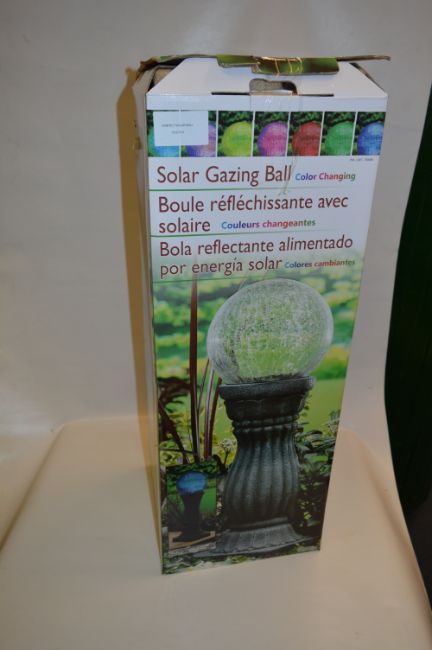 Solar Gazing Ball Color Changing
Boule réfléchissante avec
solaire Couleurs changeantes
Bola reflectante alimentado
por energía solar Colores cambiantes